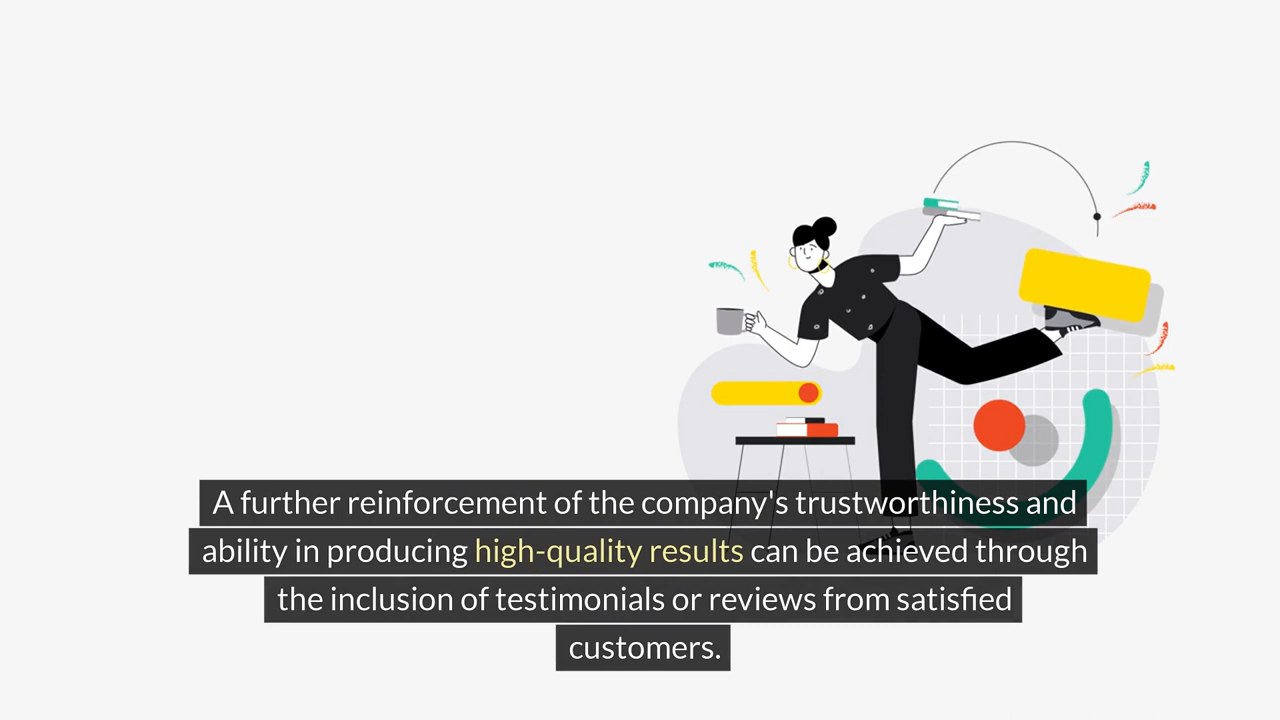 A further reinforcement of the company's trustworthiness and
ability in producing high-quality results can be achieved through
the inclusion of testimonials or reviews from satisfied
customers.